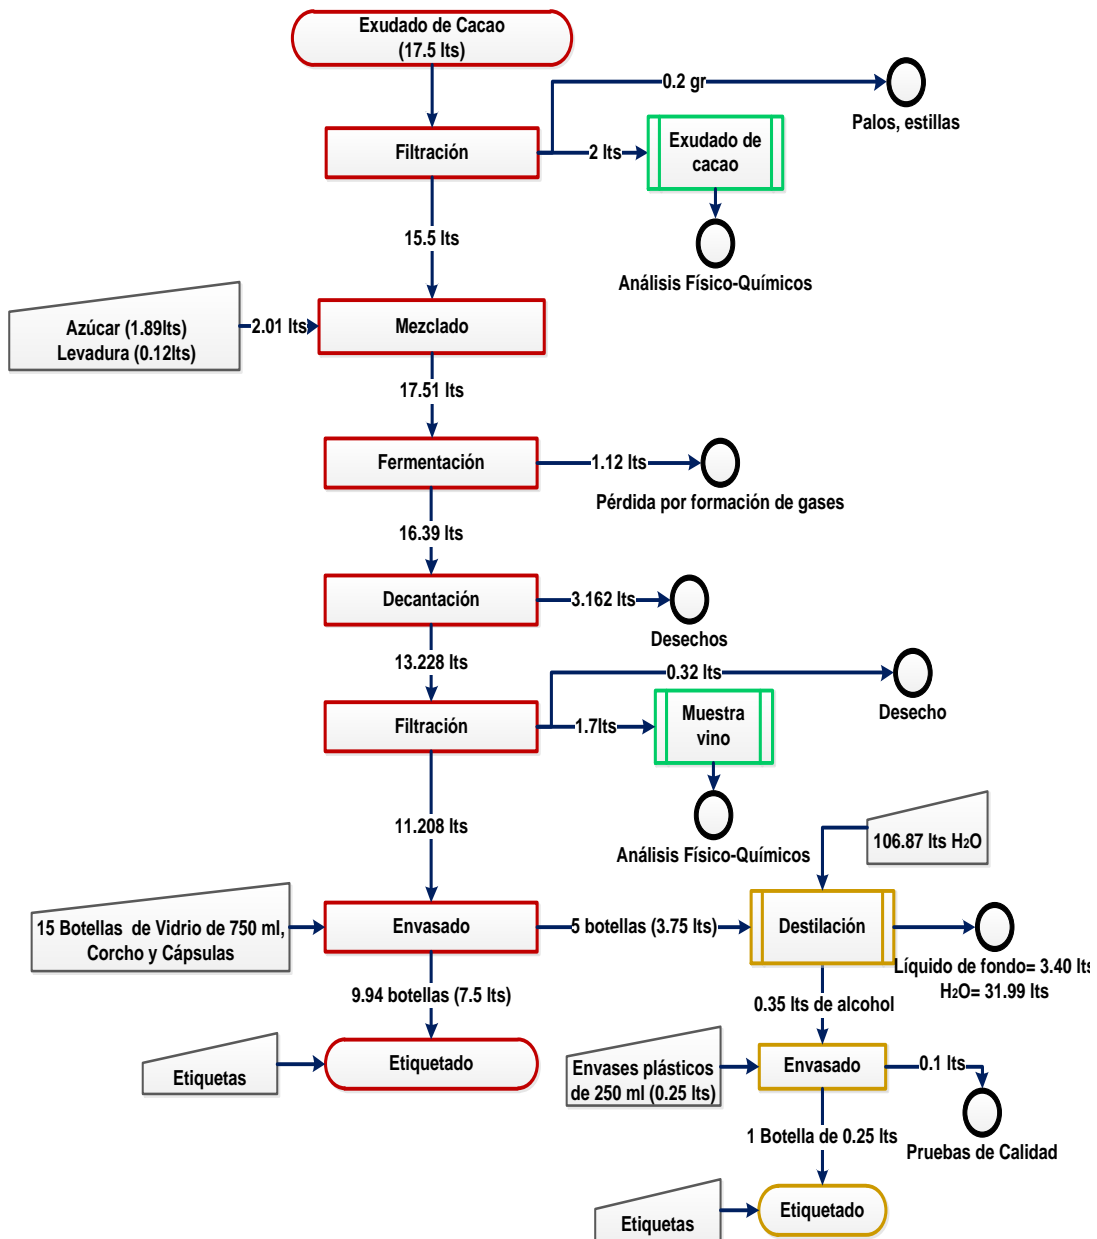 Exudado de Cacao
(17.5 lts)
0.2 gr
Palos, estillas
Filtración
2 lts
Exudado de
cacao
15.5 lts
Análisis Físico-Químicos
Azúcar (1.89lts)
Levadura (0.12lts)
2.01 lts
Mezclado
17.51 lts
Fermentación
1.12 lts
Pérdida por formación de gases
16.39 lts
Decantación
3.162 lts
Desechos
13.228 lts
0.32 lts
Desecho
Filtración
1.7lts
Muestra
vino
11.208 lts
Análisis Físico-Químicos
106.87 lts H₂O
15 Botellas de Vidrio de 750 ml,
Corcho y Cápsulas
Envasado
5 botellas (3.75 lts)
Destilación
Líquido de fondo= 3.40 lts
H₂O= 31.99 lts
9.94 botellas (7.5 lts)
0.35 lts de alcohol
Etiquetas
Etiquetado
Envases plásticos
de 250 ml (0.25 lts)
Envasado
0.1 lts
Pruebas de Calidad
1 Botella de 0.25 lts
Etiquetas
Etiquetado